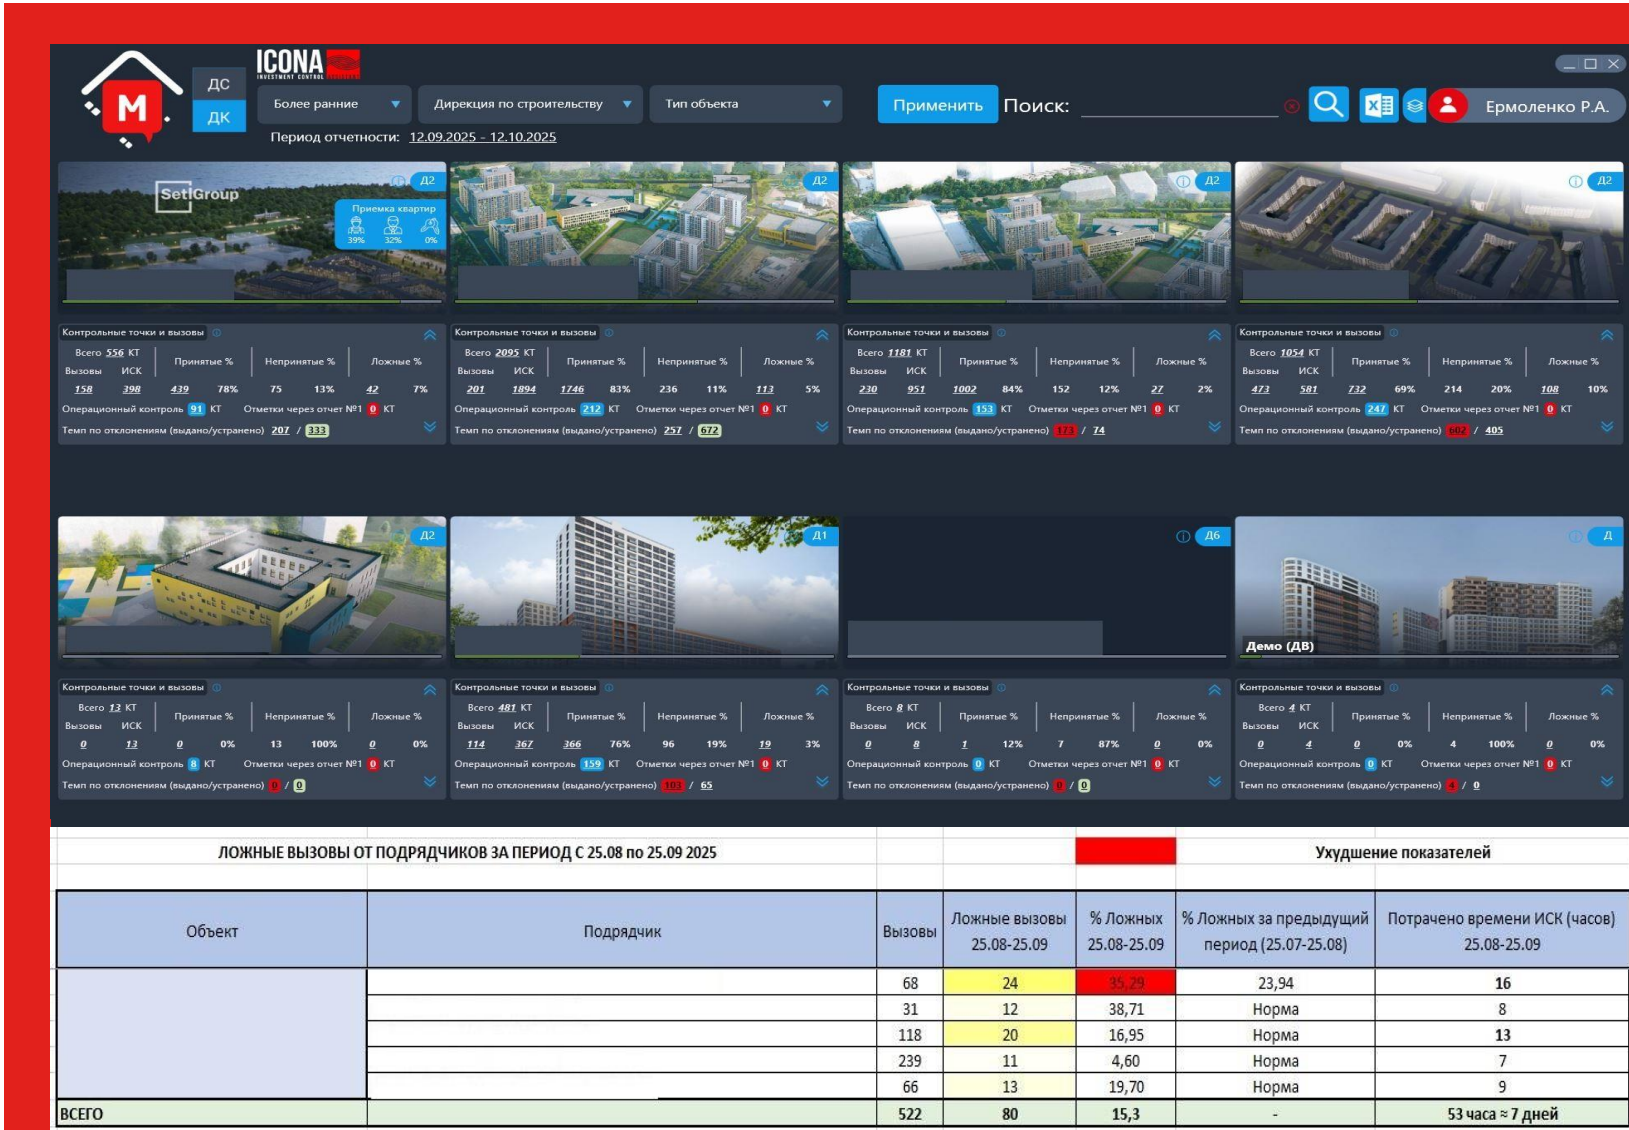 ICONA
INVESTMENT CONTROL
М
ДС
ДК
Более ранние
Дирекция по строительству
Тип объекта
Применить
Поиск:
Ермоленко Р.А.
Период отчетности: 12.09.2025 - 12.10.2025
Setl Group
Д2
Приемка квартир
39% 32% 0%
Д2
Д2
Д2
Контрольные точки и вызовы
Всего 556 КТ
Вызовы ИСК Принятые % Непринятые % Ложные %
158 398 439 78% 75 13% 42 7%
Операционный контроль 91 КТ Отметки через отчет №1 0 КТ
Темп по отклонениям (выдано/устранено) 207 / 333
Контрольные точки и вызовы
Всего 2095 КТ
Вызовы ИСК Принятые % Непринятые % Ложные %
201 1894 1746 83% 236 11% 113 5%
Операционный контроль 212 КТ Отметки через отчет №1 0 КТ
Темп по отклонениям (выдано/устранено) 257 / 672
Контрольные точки и вызовы
Всего 1181 КТ
Вызовы ИСК Принятые % Непринятые % Ложные %
230 951 1002 84% 152 12% 27 2%
Операционный контроль 153 КТ Отметки через отчет №1 0 КТ
Темп по отклонениям (выдано/устранено) 173 / 74
Контрольные точки и вызовы
Всего 1054 КТ
Вызовы ИСК Принятые % Непринятые % Ложные %
473 581 732 69% 214 20% 108 10%
Операционный контроль 247 КТ Отметки через отчет №1 0 КТ
Темп по отклонениям (выдано/устранено) 602 / 405
Д2
Д1
Д6
Д
Демо (ДВ)
Контрольные точки и вызовы
Всего 13 КТ
Вызовы ИСК Принятые % Непринятые % Ложные %
0 13 0 0% 13 100% 0 0%
Операционный контроль 8 КТ Отметки через отчет №1 0 КТ
Темп по отклонениям (выдано/устранено) 0 / 0
Контрольные точки и вызовы
Всего 481 КТ
Вызовы ИСК Принятые % Непринятые % Ложные %
114 367 366 76% 96 19% 19 3%
Операционный контроль 159 КТ Отметки через отчет №1 0 КТ
Темп по отклонениям (выдано/устранено) 103 / 65
Контрольные точки и вызовы
Всего 8 КТ
Вызовы ИСК Принятые % Непринятые % Ложные %
0 8 1 12% 7 87% 0 0%
Операционный контроль 0 КТ Отметки через отчет №1 0 КТ
Темп по отклонениям (выдано/устранено) 0 / 0
Контрольные точки и вызовы
Всего 4 КТ
Вызовы ИСК Принятые % Непринятые % Ложные %
0 4 0 0% 4 100% 0 0%
Операционный контроль 0 КТ Отметки через отчет №1 0 КТ
Темп по отклонениям (выдано/устранено) 4 / 0
ЛОЖНЫЕ ВЫЗОВЫ ОТ ПОДРЯДЧИКОВ ЗА ПЕРИОД С 25.08 по 25.09 2025
Ухудшение показателей
Объект
Подрядчик
Вызовы
Ложные вызовы
25.08-25.09
% Ложных
25.08-25.09
% Ложных за предыдущий
период (25.07-25.08)
Потрачено времени ИСК (часов)
25.08-25.09
68 24 35,29 23,94 16
31 12 38,71 Норма 8
118 20 16,95 Норма 13
239 11 4,60 Норма 7
66 13 19,70 Норма 9
ВСЕГО 522 80 15,3 - 53 часа ≈ 7 дней